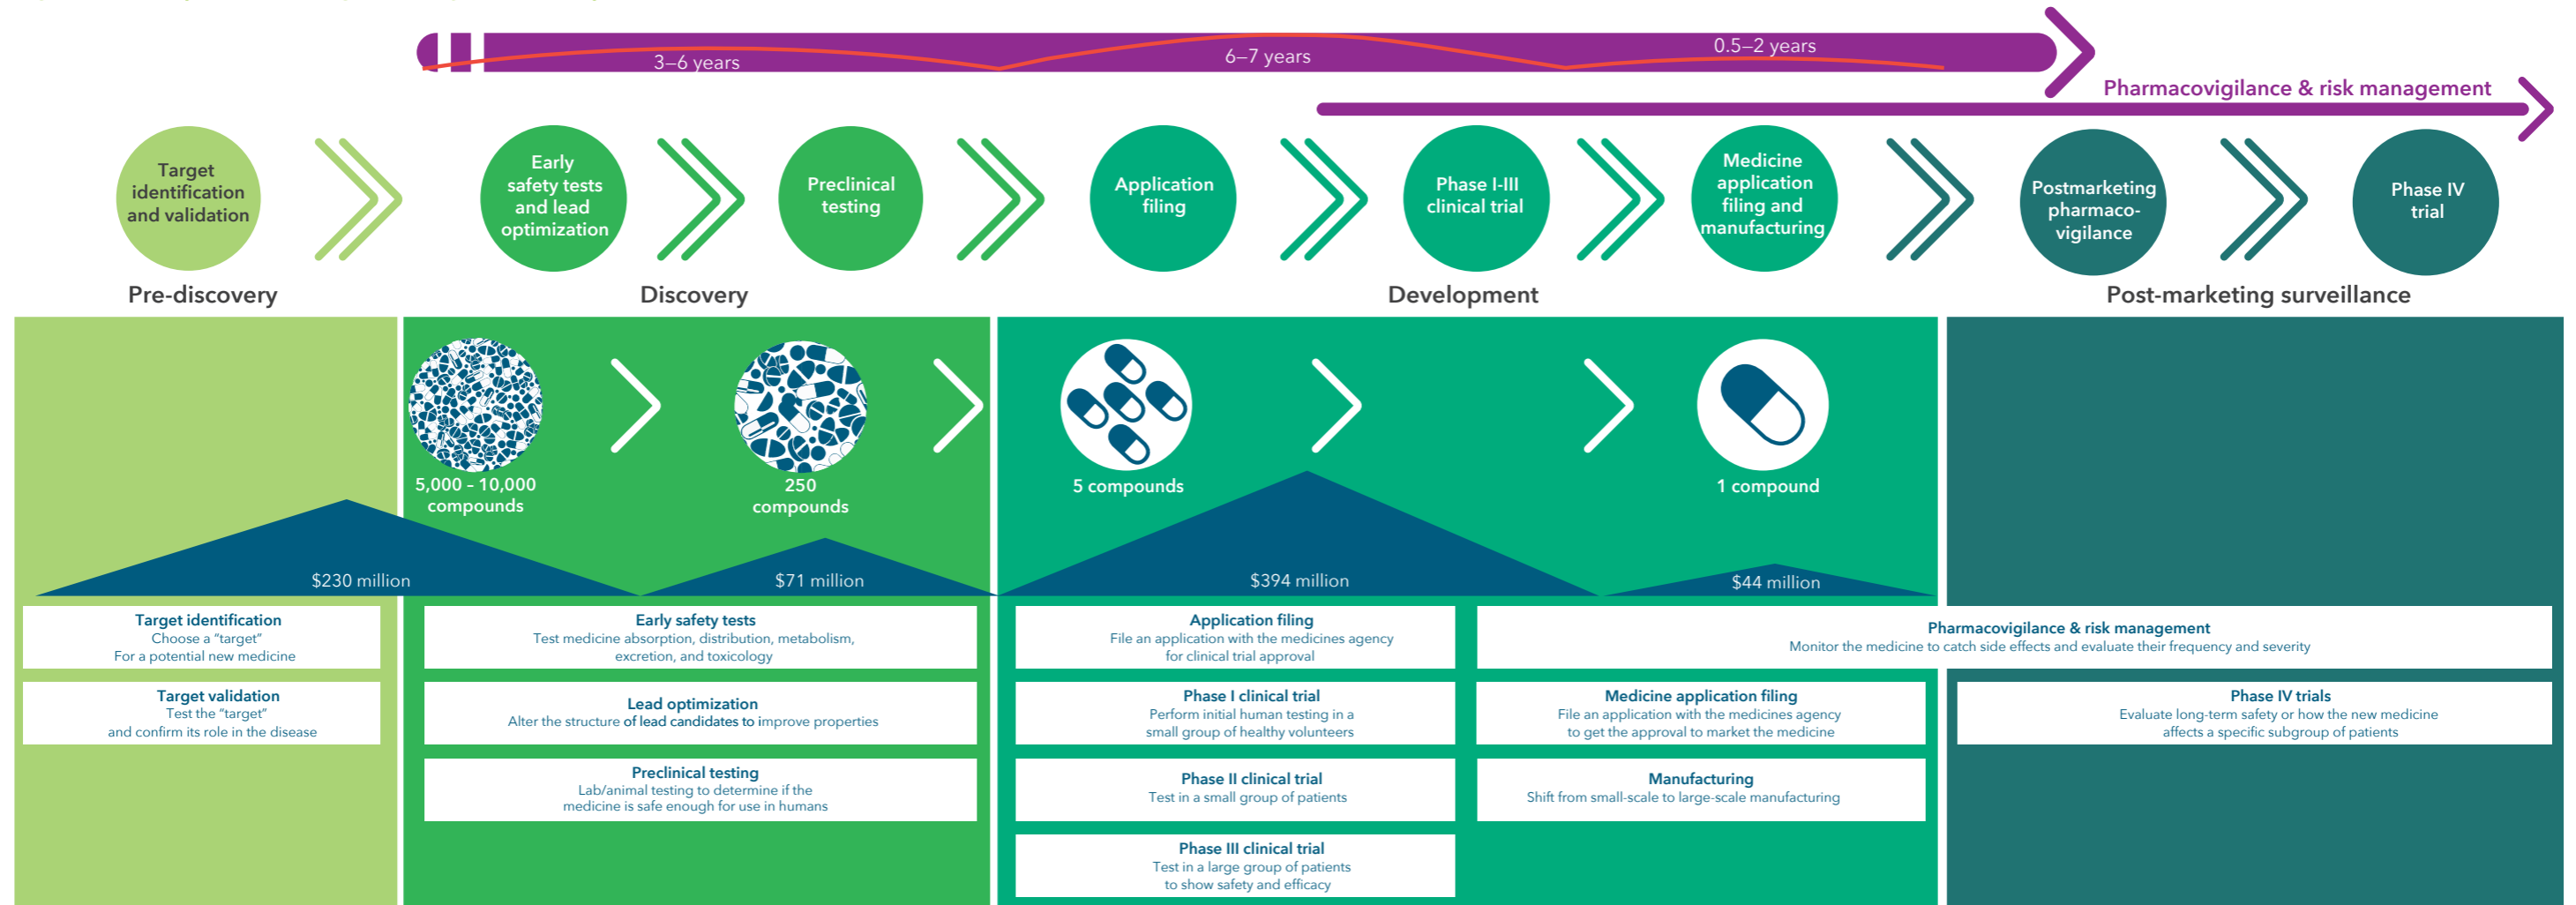 3–6 years
6–7 years
0.5–2 years
Pharmacovigilance & risk management
Target
identification
and validation
Early
safety tests
and lead
optimization
Preclinical
testing
Application
filing
Phase I-III
clinical trial
Medicine
application
filing and
manufacturing
Postmarketing
pharmaco-
vigilance
Phase IV
trial
Pre-discovery
Discovery
Development
Post-marketing surveillance
5,000 – 10,000
compounds
250
compounds
5 compounds
1 compound
$230 million
$71 million
$394 million
$44 million
Target identification
Choose a “target”
For a potential new medicine
Target validation
Test the “target”
and confirm its role in the disease
Early safety tests
Test medicine absorption, distribution, metabolism,
excretion, and toxicology
Lead optimization
Alter the structure of lead candidates to improve properties
Preclinical testing
Lab/animal testing to determine if the
medicine is safe enough for use in humans
Application filing
File an application with the medicines agency
for clinical trial approval
Phase I clinical trial
Perform initial human testing in a
small group of healthy volunteers
Phase II clinical trial
Test in a small group of patients
Phase III clinical trial
Test in a large group of patients
to show safety and efficacy
Pharmacovigilance & risk management
Monitor the medicine to catch side effects and evaluate their frequency and severity
Medicine application filing
File an application with the medicines agency
to get the approval to market the medicine
Manufacturing
Shift from small-scale to large-scale manufacturing
Phase IV trials
Evaluate long-term safety or how the new medicine
affects a specific subgroup of patients